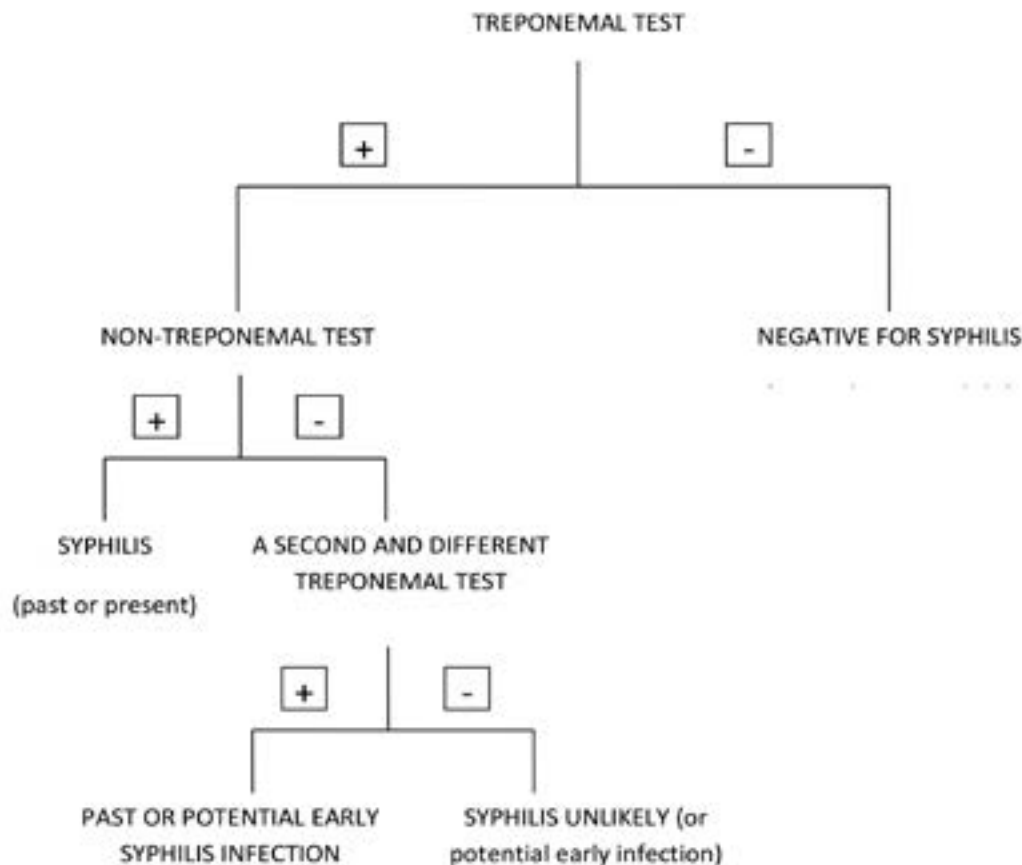 TREPONEMAL TEST
+
-
NON-TREPONEMAL TEST
NEGATIVE FOR SYPHILIS
+
-
SYPHILIS
(past or present)
A SECOND AND DIFFERENT
TREPONEMAL TEST
+
-
PAST OR POTENTIAL EARLY
SYPHILIS INFECTION
SYPHILIS UNLIKELY (or
potential early infection)